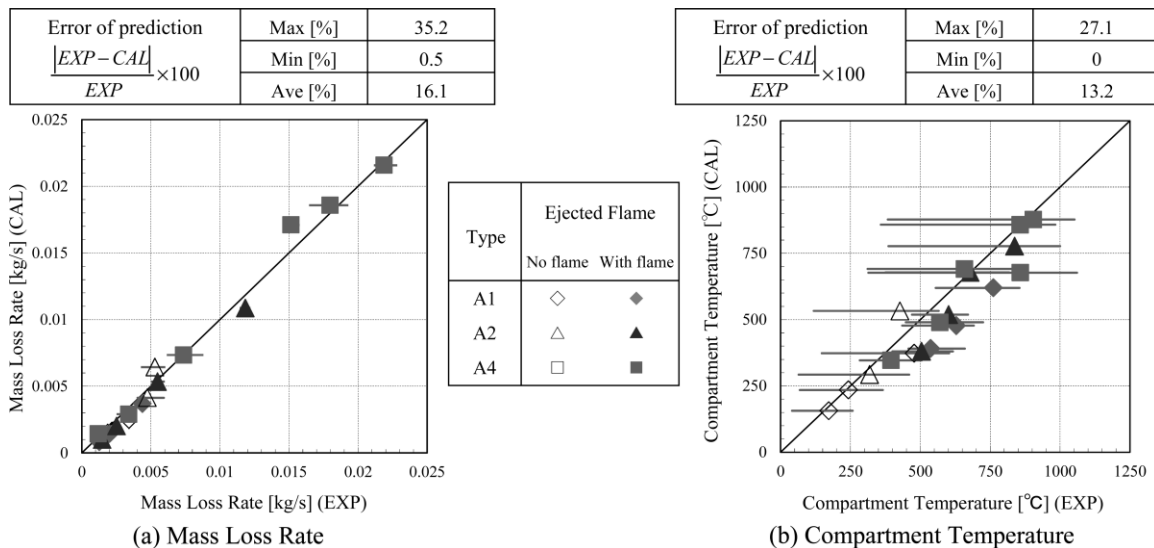 Error of prediction
|EXP−CAL|
EXP
×100
Max [%] 35.2
Min [%] 0.5
Ave [%] 16.1
Error of prediction
|EXP−CAL|
EXP
×100
Max [%] 27.1
Min [%] 0
Ave [%] 13.2
Mass Loss Rate [kg/s] (CAL)
0.025
0.02
0.015
0.01
0.005
0
0 0.005 0.01 0.015 0.02 0.025
Mass Loss Rate [kg/s] (EXP)
(a) Mass Loss Rate
Type
Ejected Flame
No flame With flame
A1
A2
A4
Compartment Temperature
[℃] (CAL)
1250
1000
750
500
250
0
0 250 500 750 1000 1250
Compartment Temperature [℃] (EXP)
(b) Compartment Temperature